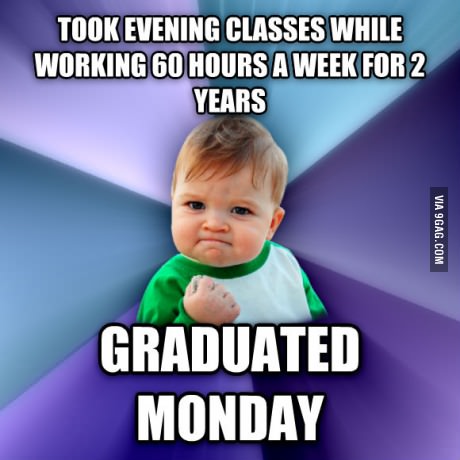 TOOK EVENING CLASSES WHILE
WORKING 60 HOURS A WEEK FOR 2
YEARS
VIA 9GAG.COM
GRADUATED
MONDAY